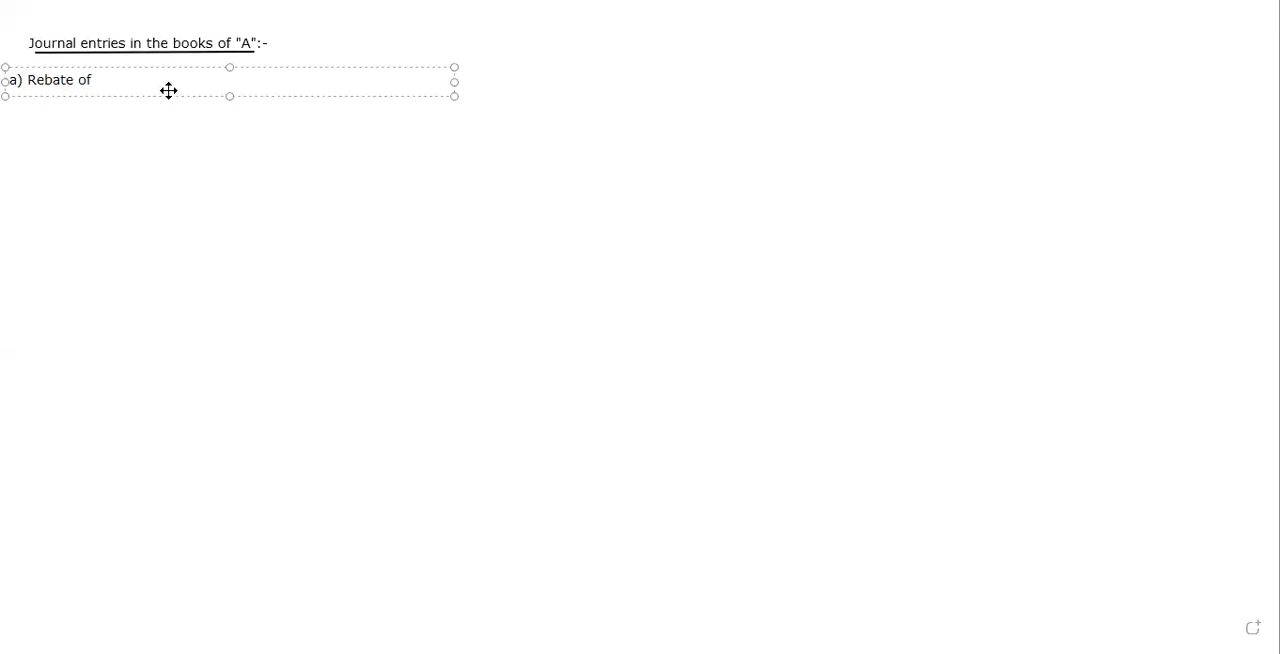 Journal entries in the books of "A":-
a) Rebate of